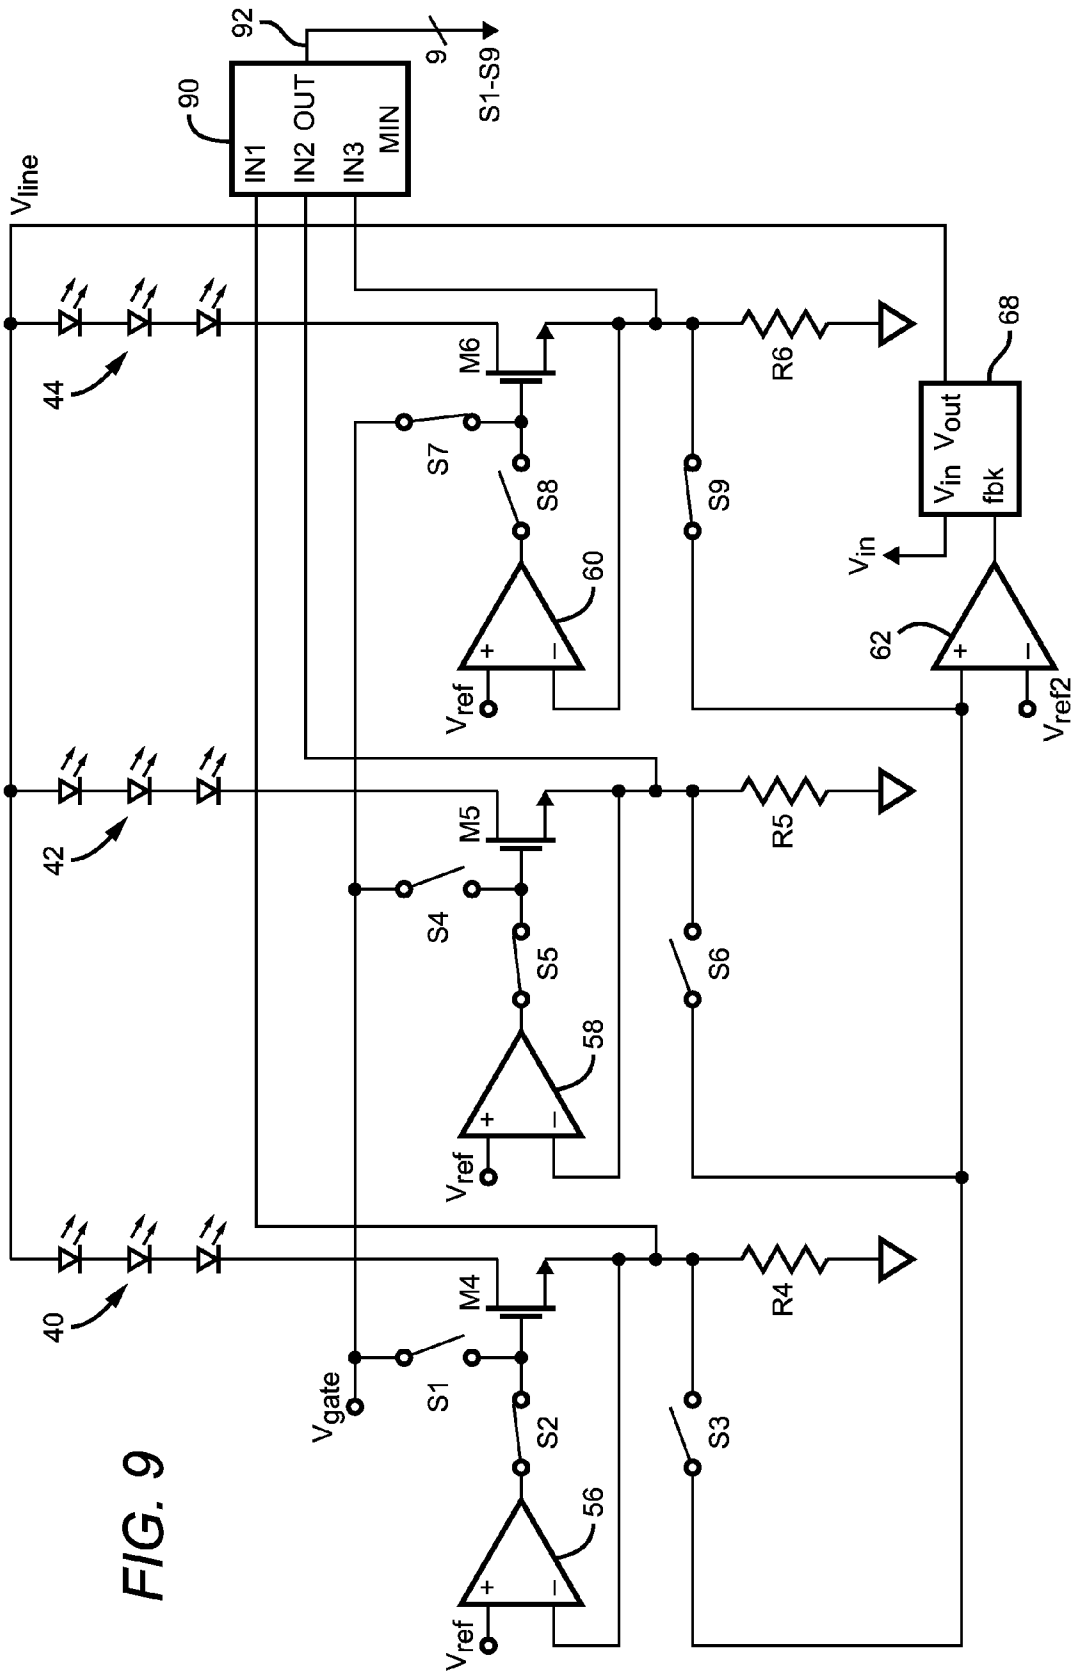 FIG. 9
Vline
40
42
44
90
92
IN1
IN2 OUT
IN3
MIN
9
S1-S9
Vgate
S1
M4
S2
Vref
+
−
56
S3
R4
S4
M5
S5
Vref
+
−
58
S6
R5
S7
M6
S8
Vref
+
−
60
S9
R6
62
+
−
Vref2
Vin
Vin Vout
fbk
68